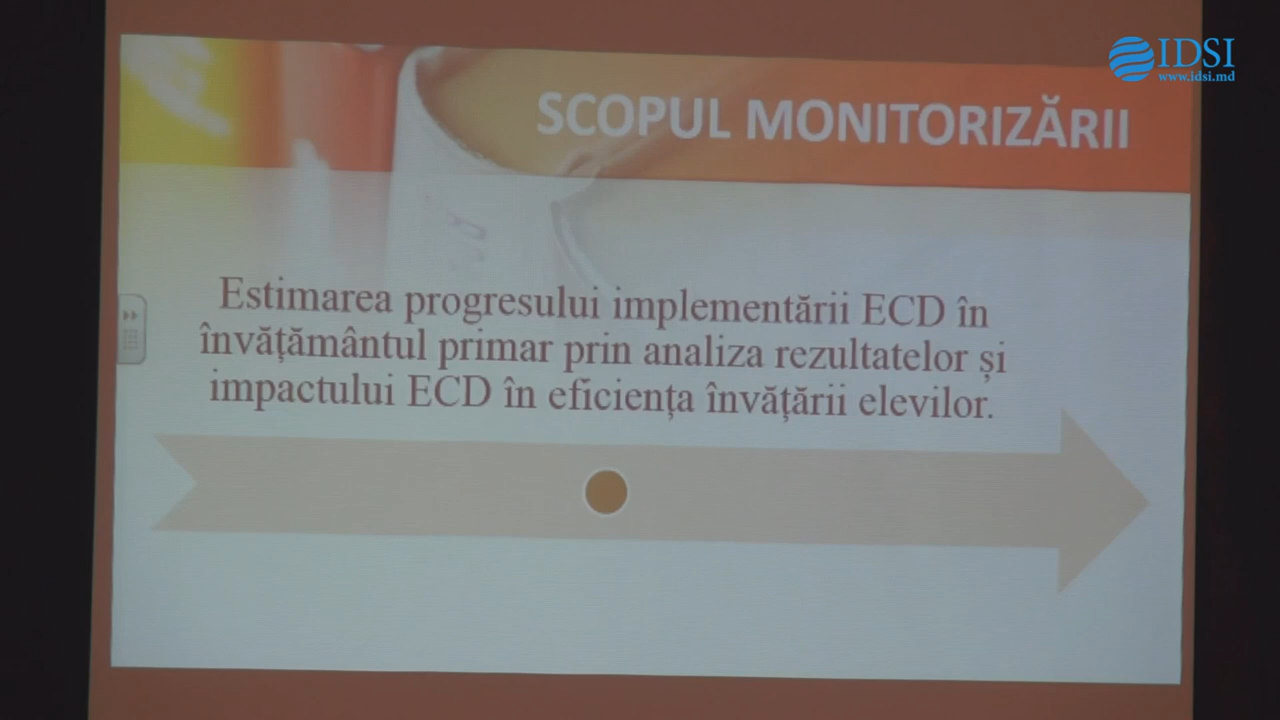 IDSI
www.idsi.md
SCOPUL MONITORIZĂRII
Estimarea progresului implementării ECD în
învățământul primar prin analiza rezultatelor și
impactului ECD în eficiența învățării elevilor.